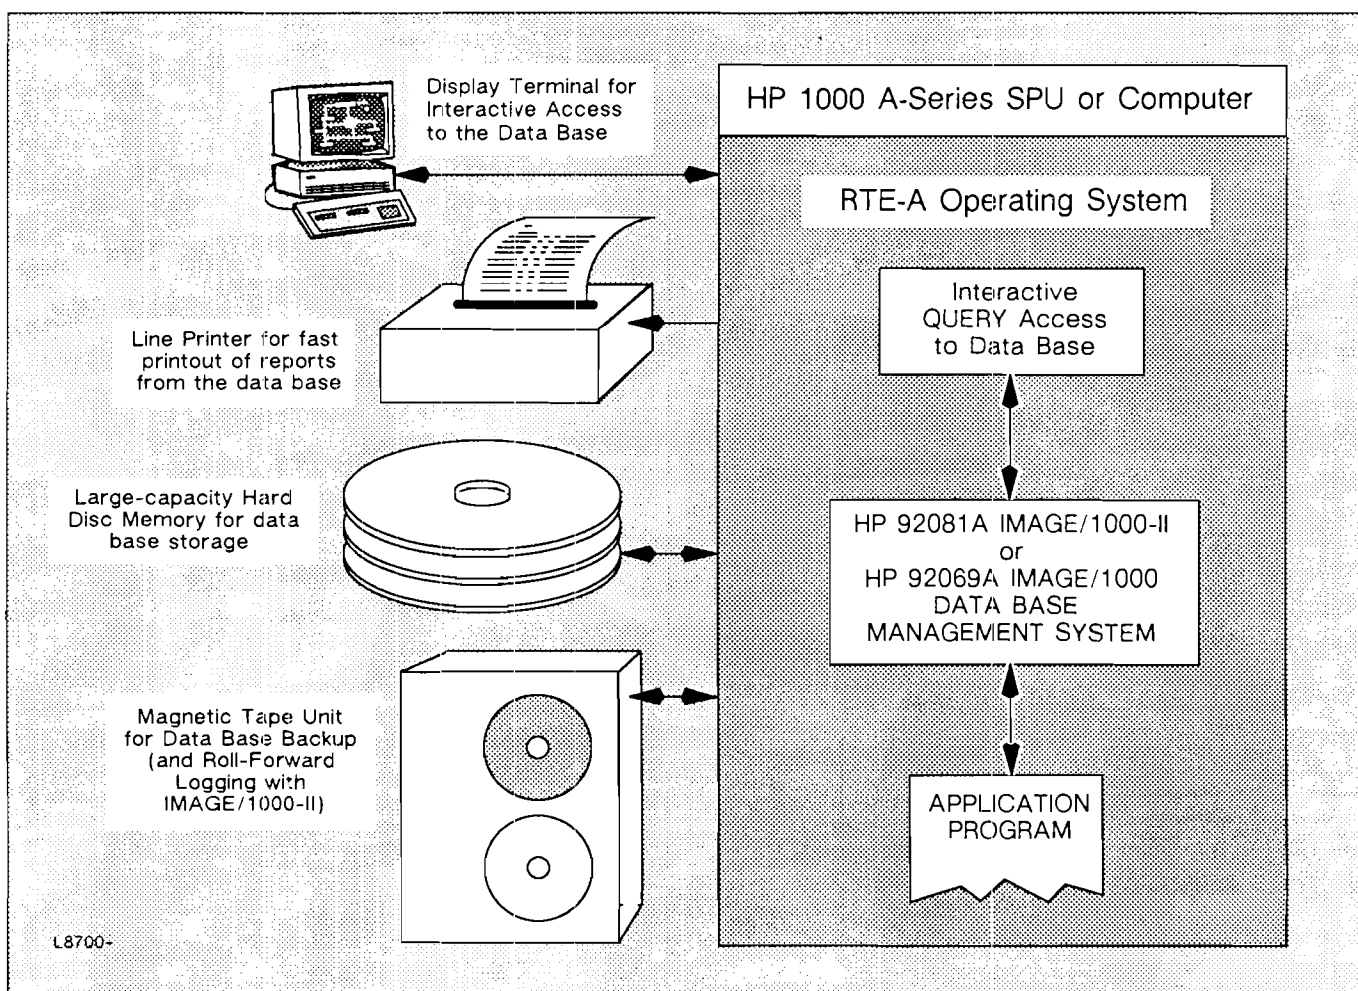 Display Terminal for
Interactive Access
to the Data Base
Line Printer for fast
printout of reports
from the data base
Large-capacity Hard
Disc Memory for data
base storage
Magnetic Tape Unit
for Data Base Backup
(and Roll-Forward
Logging with
IMAGE/1000-II)
L8700-
HP 1000 A-Series SPU or Computer
RTE-A Operating System
Interactive
QUERY Access
to Data Base
HP 92081A IMAGE/1000-II
or
HP 92069A IMAGE/1000
DATA BASE
MANAGEMENT SYSTEM
APPLICATION
PROGRAM